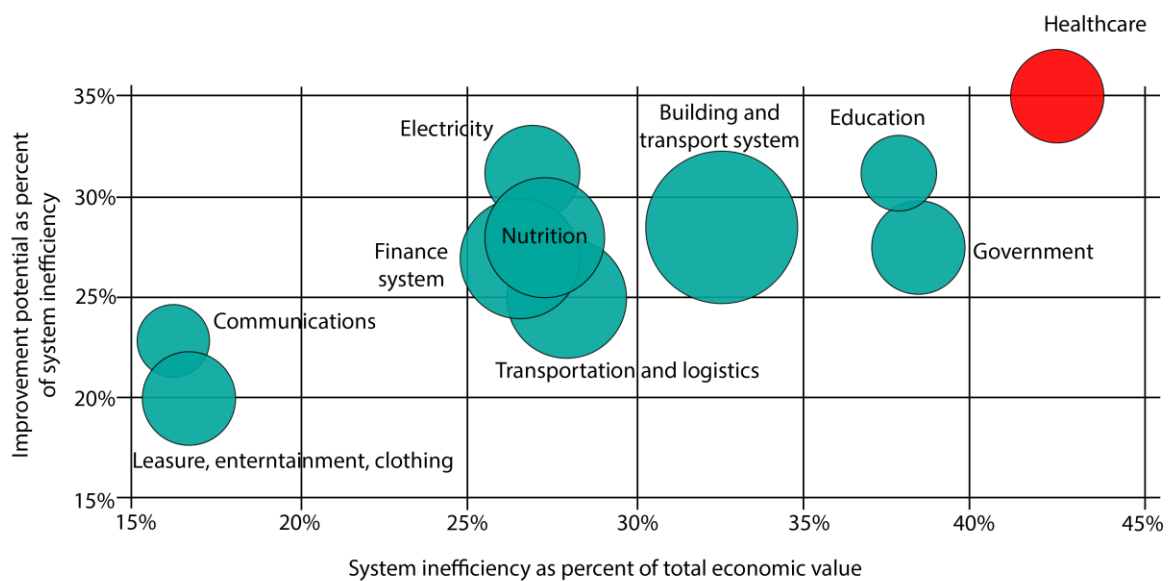 Healthcare
35%
Building and
transport system
Education
Electricity
30%
Nutrition
Finance
system
Government
25%
Communications
Transportation and logistics
20%
Leasure, enterntainment, clothing
15%
15%
20%
25%
30%
35%
40%
45%
System inefficiency as percent of total economic value
Improvement potential as percent
of system ineficiency